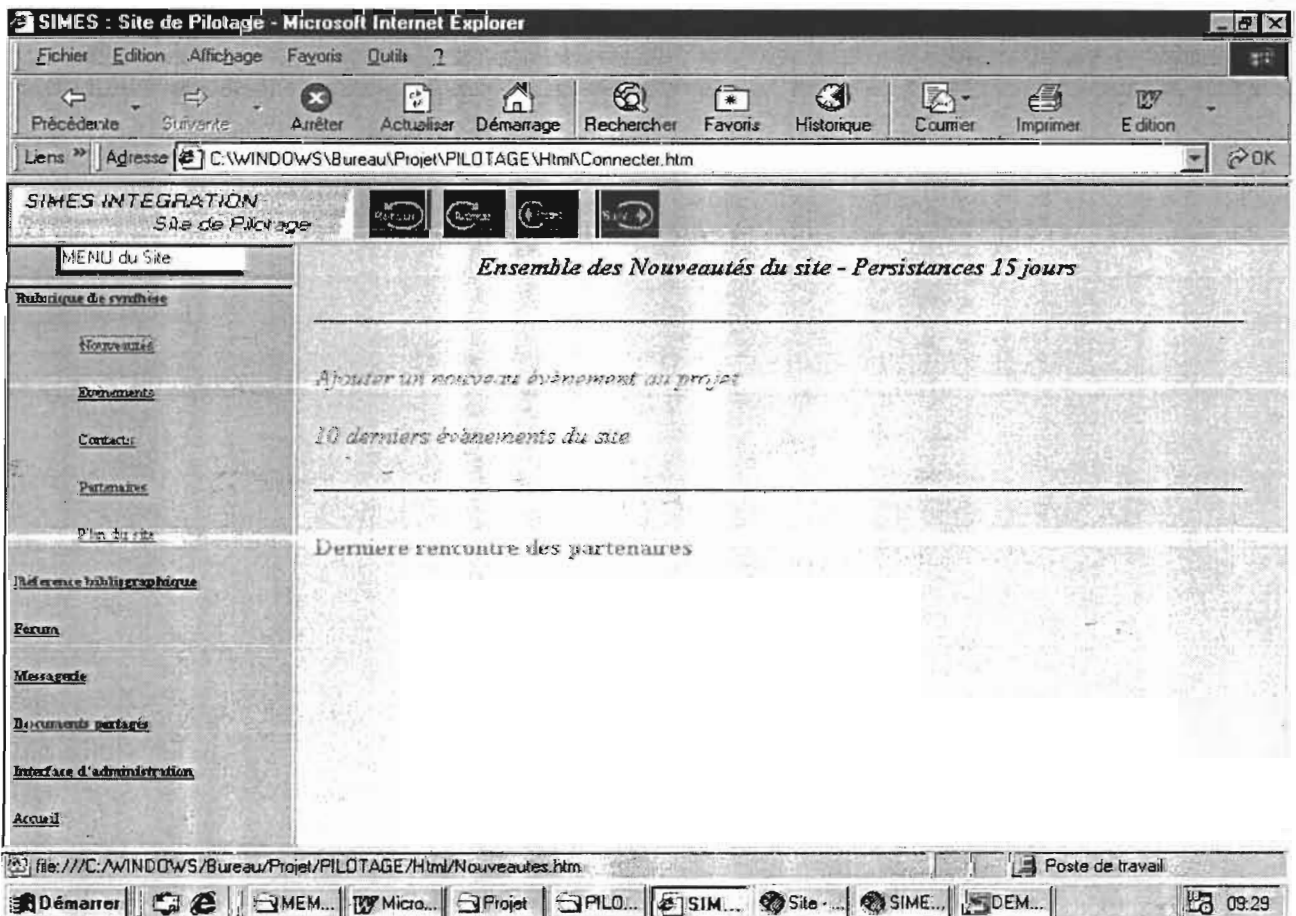 SIMES : Site de Pilotage - Microsoft Internet Explorer
Fichier Edition Affichage Favoris Outils ?
Précédente Suivante Arrêter Actualiser Démarrage Rechercher Favoris Historique Courrier Imprimer Edition
Liens » Adresse C:\WINDOWS\Bureau\Projet\PILOTAGE\Html\Connecter.htm OK
SIMES INTEGRATION
Site de Pilotage
Retour
MENU du Site
Ensemble des Nouveautés du site - Persistances 15 jours
Rubrique de synthèse
Nouveautés
Ajouter un nouveau évènement au projet
Evènements
Contacts
10 derniers évènements du site
Partenaires
Plan du site
Derniere rencontre des partenaires
Réference bibligraphique
Forum
Messagerie
Documents partagés
Interface d'administration
Accueil
file:///C:/WINDOWS/Bureau/Projet/PILOTAGE/Html/Nouveautes.htm Poste de travail
Démarrer MEM... Micro... Projet PILO... SIM... Site -... SIME... DEM... 09:29